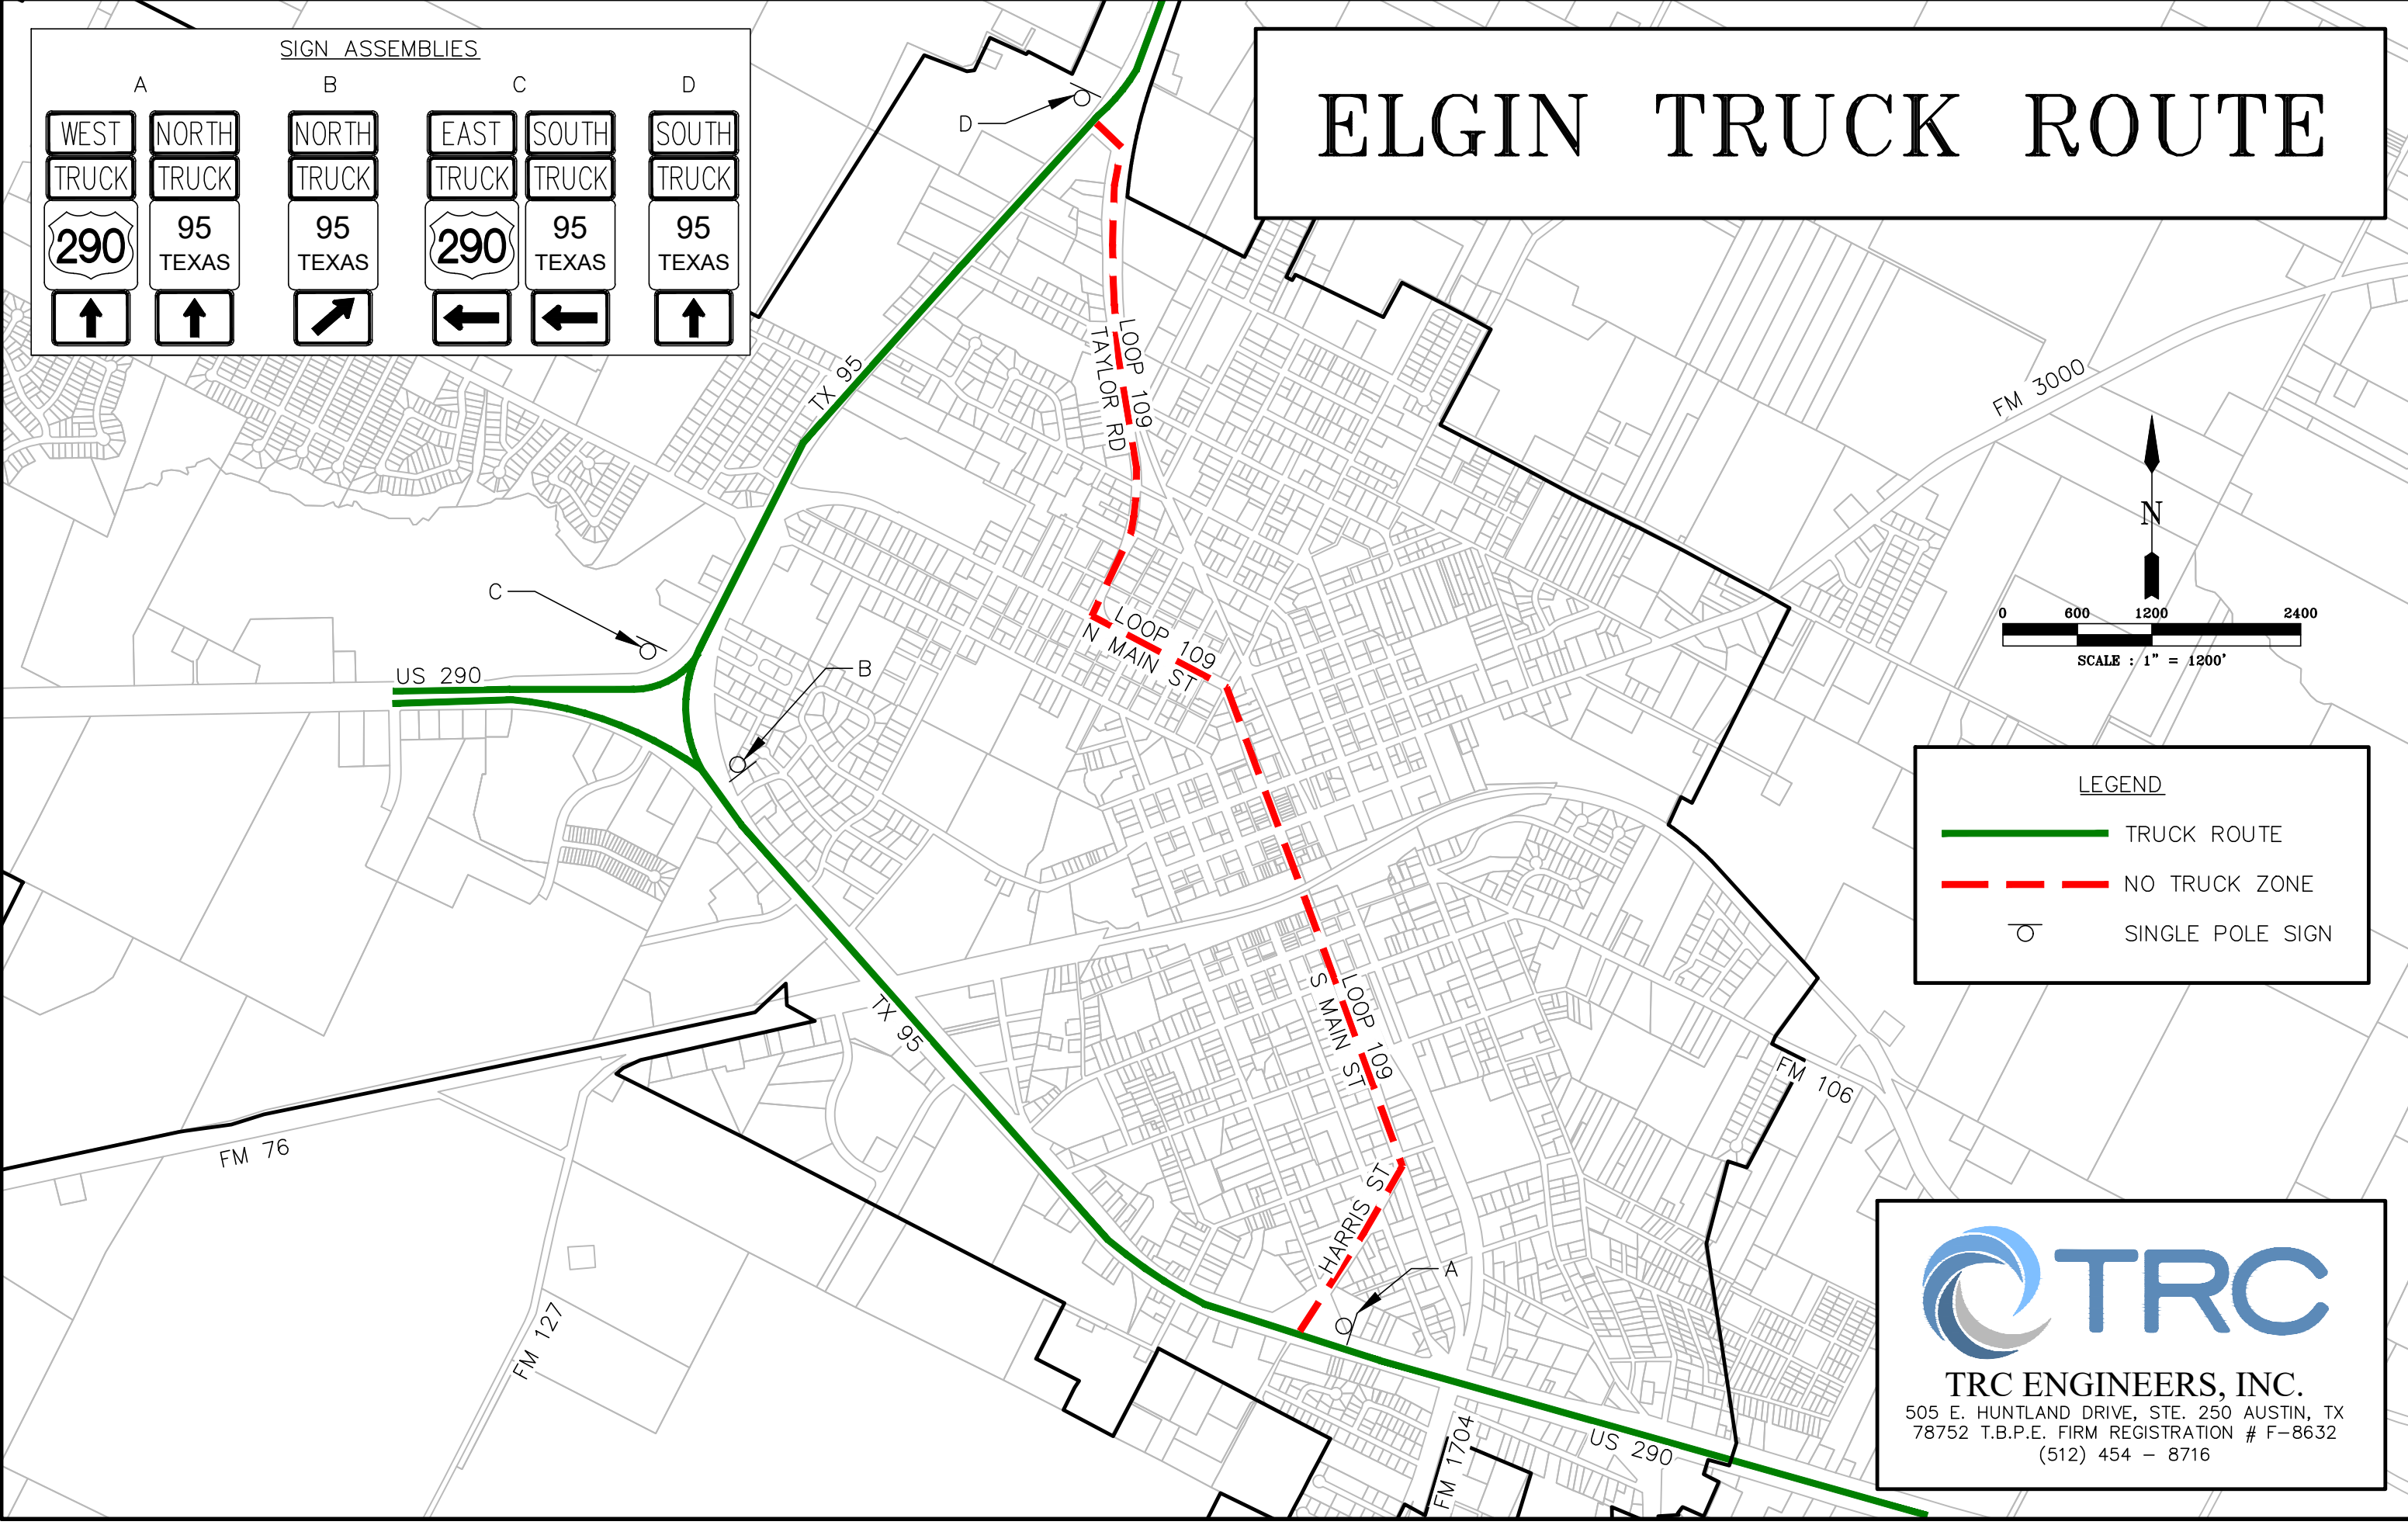 SIGN ASSEMBLIES
A B C D
WEST NORTH NORTH EAST SOUTH SOUTH
TRUCK TRUCK TRUCK TRUCK TRUCK TRUCK
290 95 95 290 95 95
TEXAS TEXAS TEXAS TEXAS
ELGIN TRUCK ROUTE
D
TX 95
LOOP 109
TAYLOR RD
FM 3000
N
0 600 1200 2400
SCALE : 1" = 1200'
C
LOOP 109
N MAIN ST
US 290
B
LEGEND
TRUCK ROUTE
NO TRUCK ZONE
SINGLE POLE SIGN
TX 95
LOOP 109
S MAIN ST
FM 106
FM 76
HARRIS ST
A
FM 127
FM 1704
US 290
TRC
TRC ENGINEERS, INC.
505 E. HUNTLAND DRIVE, STE. 250 AUSTIN, TX
78752 T.B.P.E. FIRM REGISTRATION # F-8632
(512) 454 - 8716